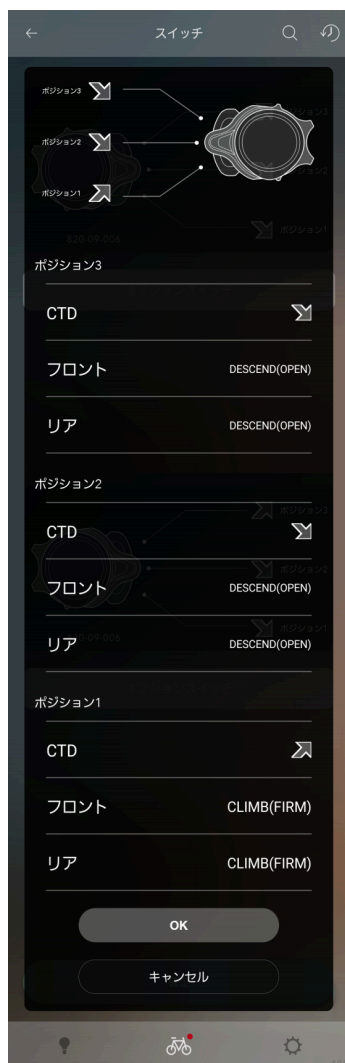 スイッチ
ポジション3
ポジション2
ポジション1
ポジション3
CTD
フロント DESCEND(OPEN)
リア DESCEND(OPEN)
ポジション2
CTD
フロント DESCEND(OPEN)
リア DESCEND(OPEN)
ポジション1
CTD
フロント CLIMB(FIRM)
リア CLIMB(FIRM)
OK
キャンセル